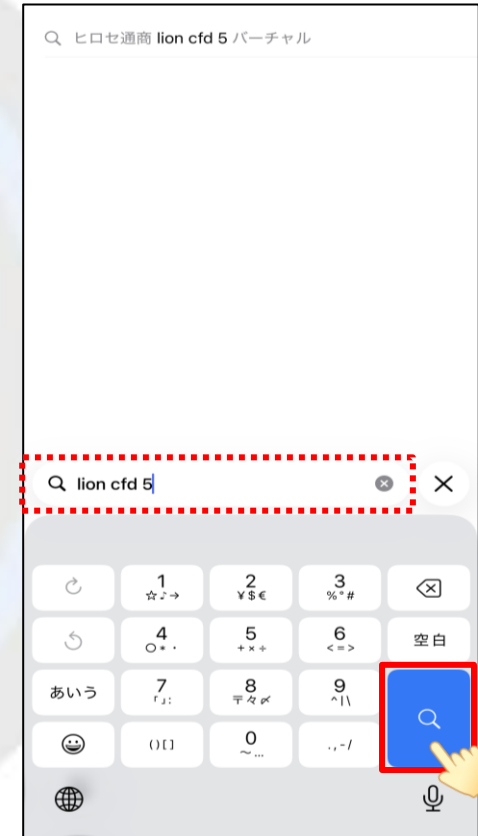 ヒロセ通商 lion cfd 5 バーチャル
lion cfd 5
1 2 3
☆♪→ ¥$€ %°#
4 5 6 空白
○*・ +×÷ <=>
あいう 7 8 9
「」: 〒々〆 ^|\
()[] 0 .,-/
~…